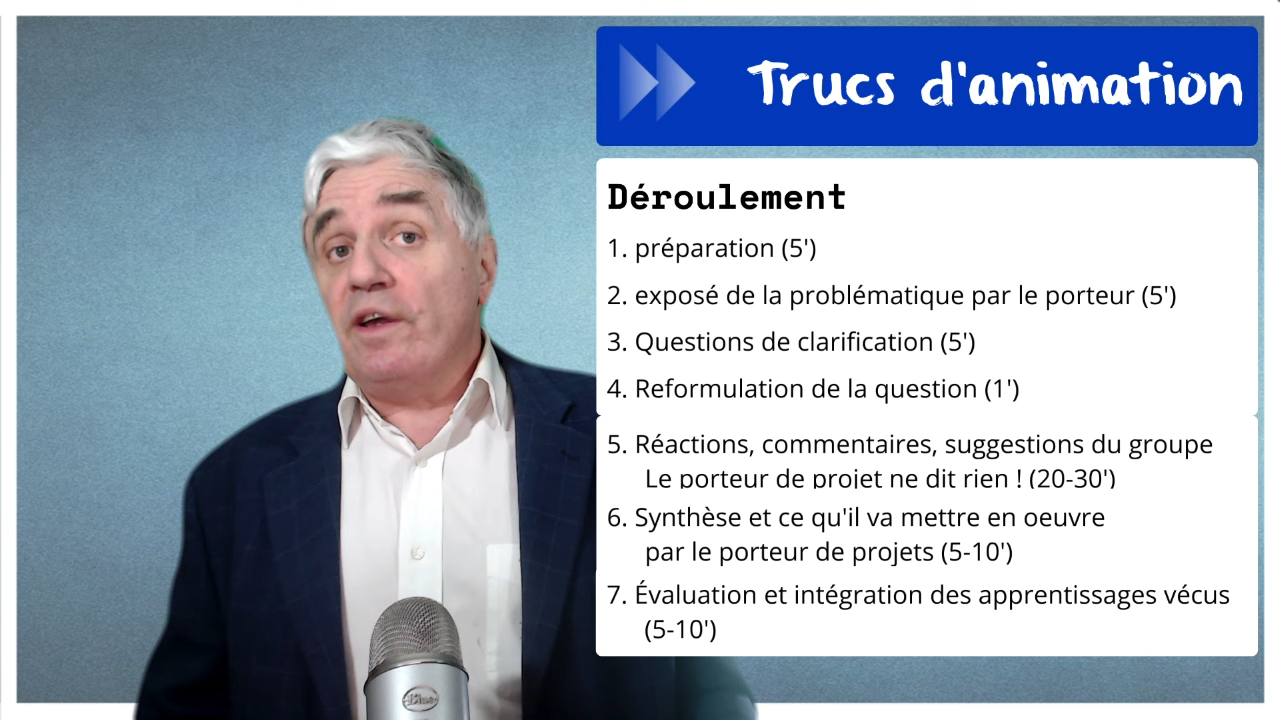 Trucs d'animation
Déroulement
1. préparation (5')
2. exposé de la problématique par le porteur (5')
3. Questions de clarification (5')
4. Reformulation de la question (1')
5. Réactions, commentaires, suggestions du groupe
Le porteur de projet ne dit rien ! (20-30')
6. Synthèse et ce qu'il va mettre en oeuvre
par le porteur de projets (5-10')
7. Évaluation et intégration des apprentissages vécus
(5-10')